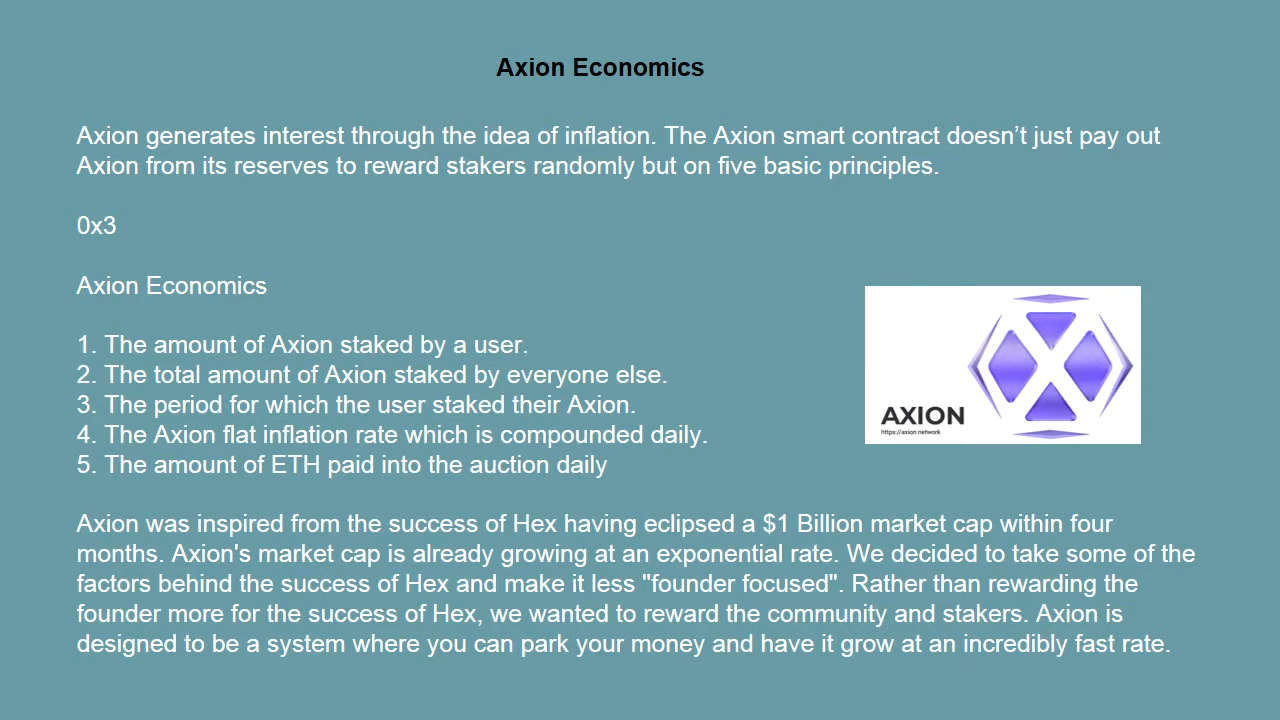 Axion Economics
Axion generates interest through the idea of inflation. The Axion smart contract doesn’t just pay out
Axion from its reserves to reward stakers randomly but on five basic principles.
0x3
Axion Economics
1. The amount of Axion staked by a user.
2. The total amount of Axion staked by everyone else.
3. The period for which the user staked their Axion.
4. The Axion flat inflation rate which is compounded daily.
5. The amount of ETH paid into the auction daily
AXION
https://axion.network
Axion was inspired from the success of Hex having eclipsed a $1 Billion market cap within four
months. Axion's market cap is already growing at an exponential rate. We decided to take some of the
factors behind the success of Hex and make it less "founder focused". Rather than rewarding the
founder more for the success of Hex, we wanted to reward the community and stakers. Axion is
designed to be a system where you can park your money and have it grow at an incredibly fast rate.